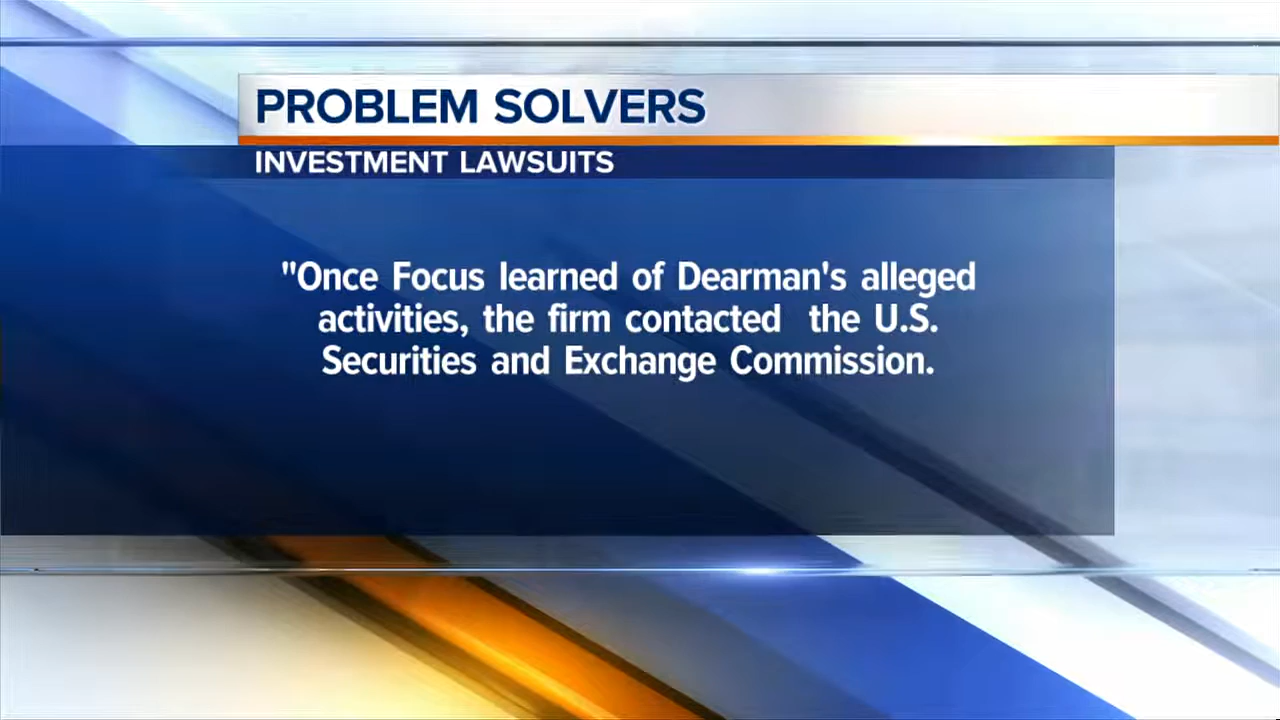 PROBLEM SOLVERS
INVESTMENT LAWSUITS
"Once Focus learned of Dearman's alleged
activities, the firm contacted  the U.S.
Securities and Exchange Commission.